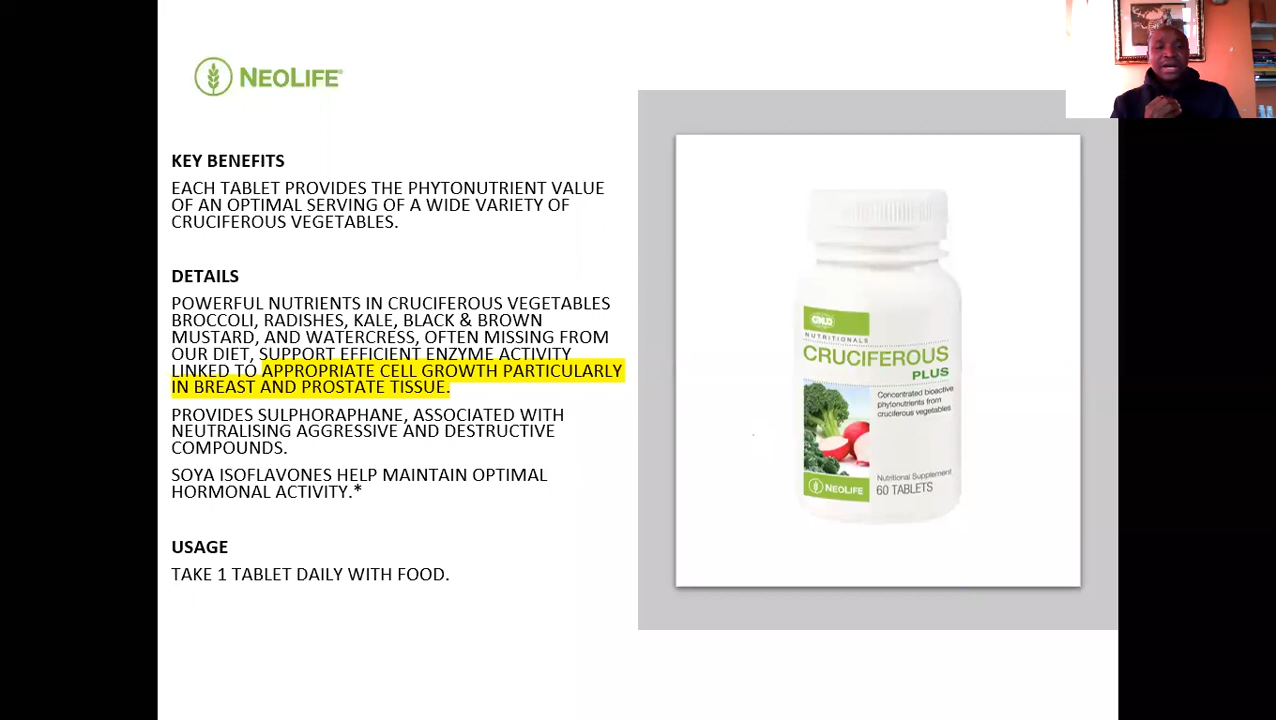 NEOLIFE
KEY BENEFITS
EACH TABLET PROVIDES THE PHYTONUTRIENT VALUE
OF AN OPTIMAL SERVING OF A WIDE VARIETY OF
CRUCIFEROUS VEGETABLES.
DETAILS
POWERFUL NUTRIENTS IN CRUCIFEROUS VEGETABLES
BROCCOLI, RADISHES, KALE, BLACK & BROWN
MUSTARD, AND WATERCRESS, OFTEN MISSING FROM
OUR DIET, SUPPORT EFFICIENT ENZYME ACTIVITY
LINKED TO APPROPRIATE CELL GROWTH PARTICULARLY
IN BREAST AND PROSTATE TISSUE.
PROVIDES SULPHORAPHANE, ASSOCIATED WITH
NEUTRALISING AGGRESSIVE AND DESTRUCTIVE
COMPOUNDS.
SOYA ISOFLAVONES HELP MAINTAIN OPTIMAL
HORMONAL ACTIVITY.*
USAGE
TAKE 1 TABLET DAILY WITH FOOD.
GNLD
NUTRITIONALS
CRUCIFEROUS
PLUS
Concentrated bioactive
phytonutrients from
cruciferous vegetables
Nutritional Supplement
NEOLIFE
60 TABLETS